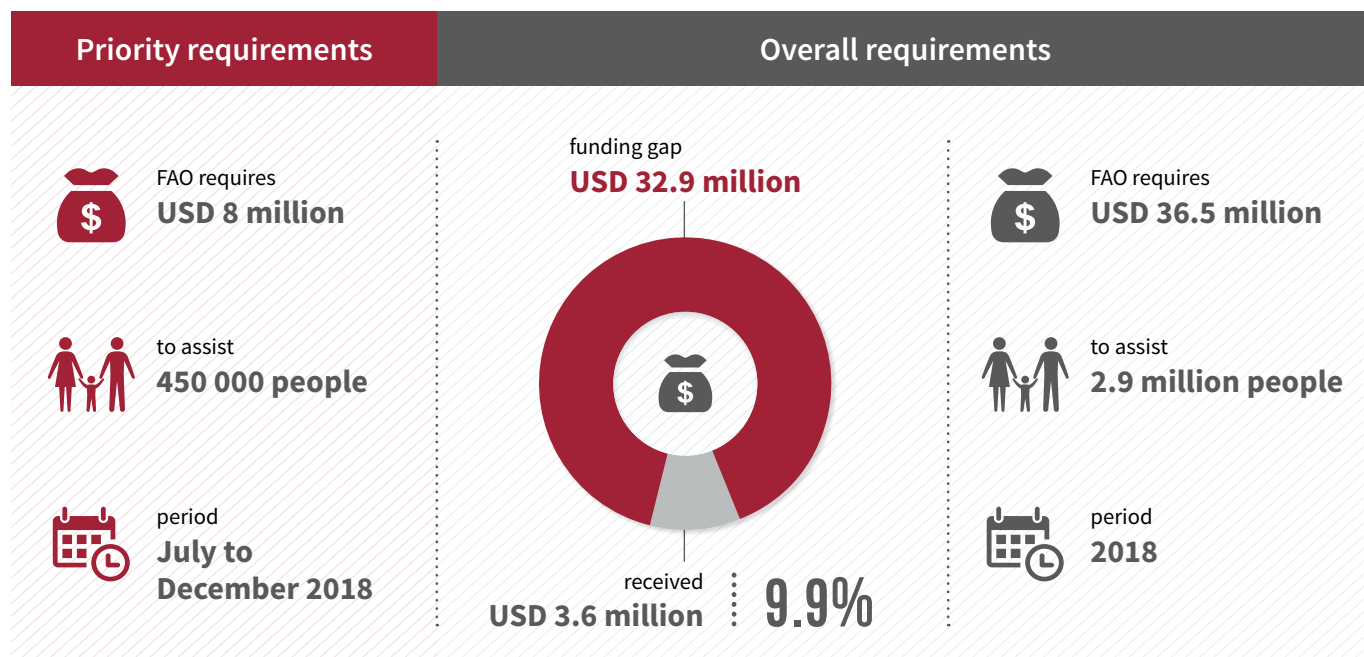 Priority requirements
Overall requirements
FAO requires
USD 8 million
to assist
450 000 people
period
July to
December 2018
funding gap
USD 32.9 million
$
$
$
received
USD 3.6 million
9.9%
FAO requires
USD 36.5 million
to assist
2.9 million people
period
2018